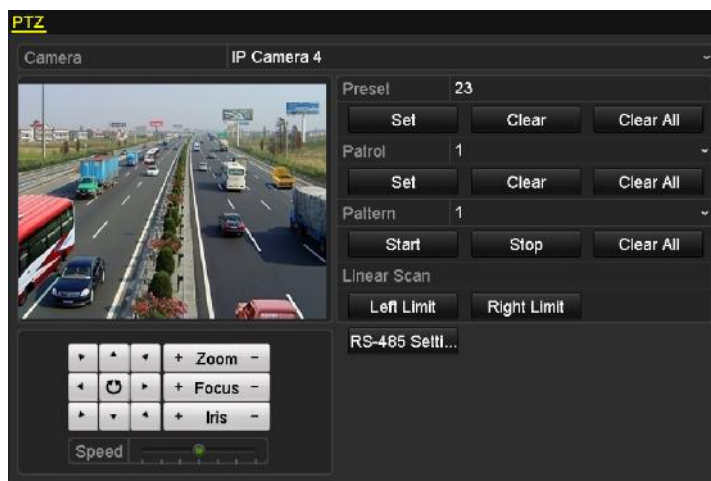 PTZ
Camera IP Camera 4
Preset 23
Set Clear Clear All
Patrol 1
Set Clear Clear All
Pattern 1
Start Stop Clear All
Linear Scan
Left Limit Right Limit
RS-485 Setti...
+ Zoom -
+ Focus -
+ Iris -
Speed